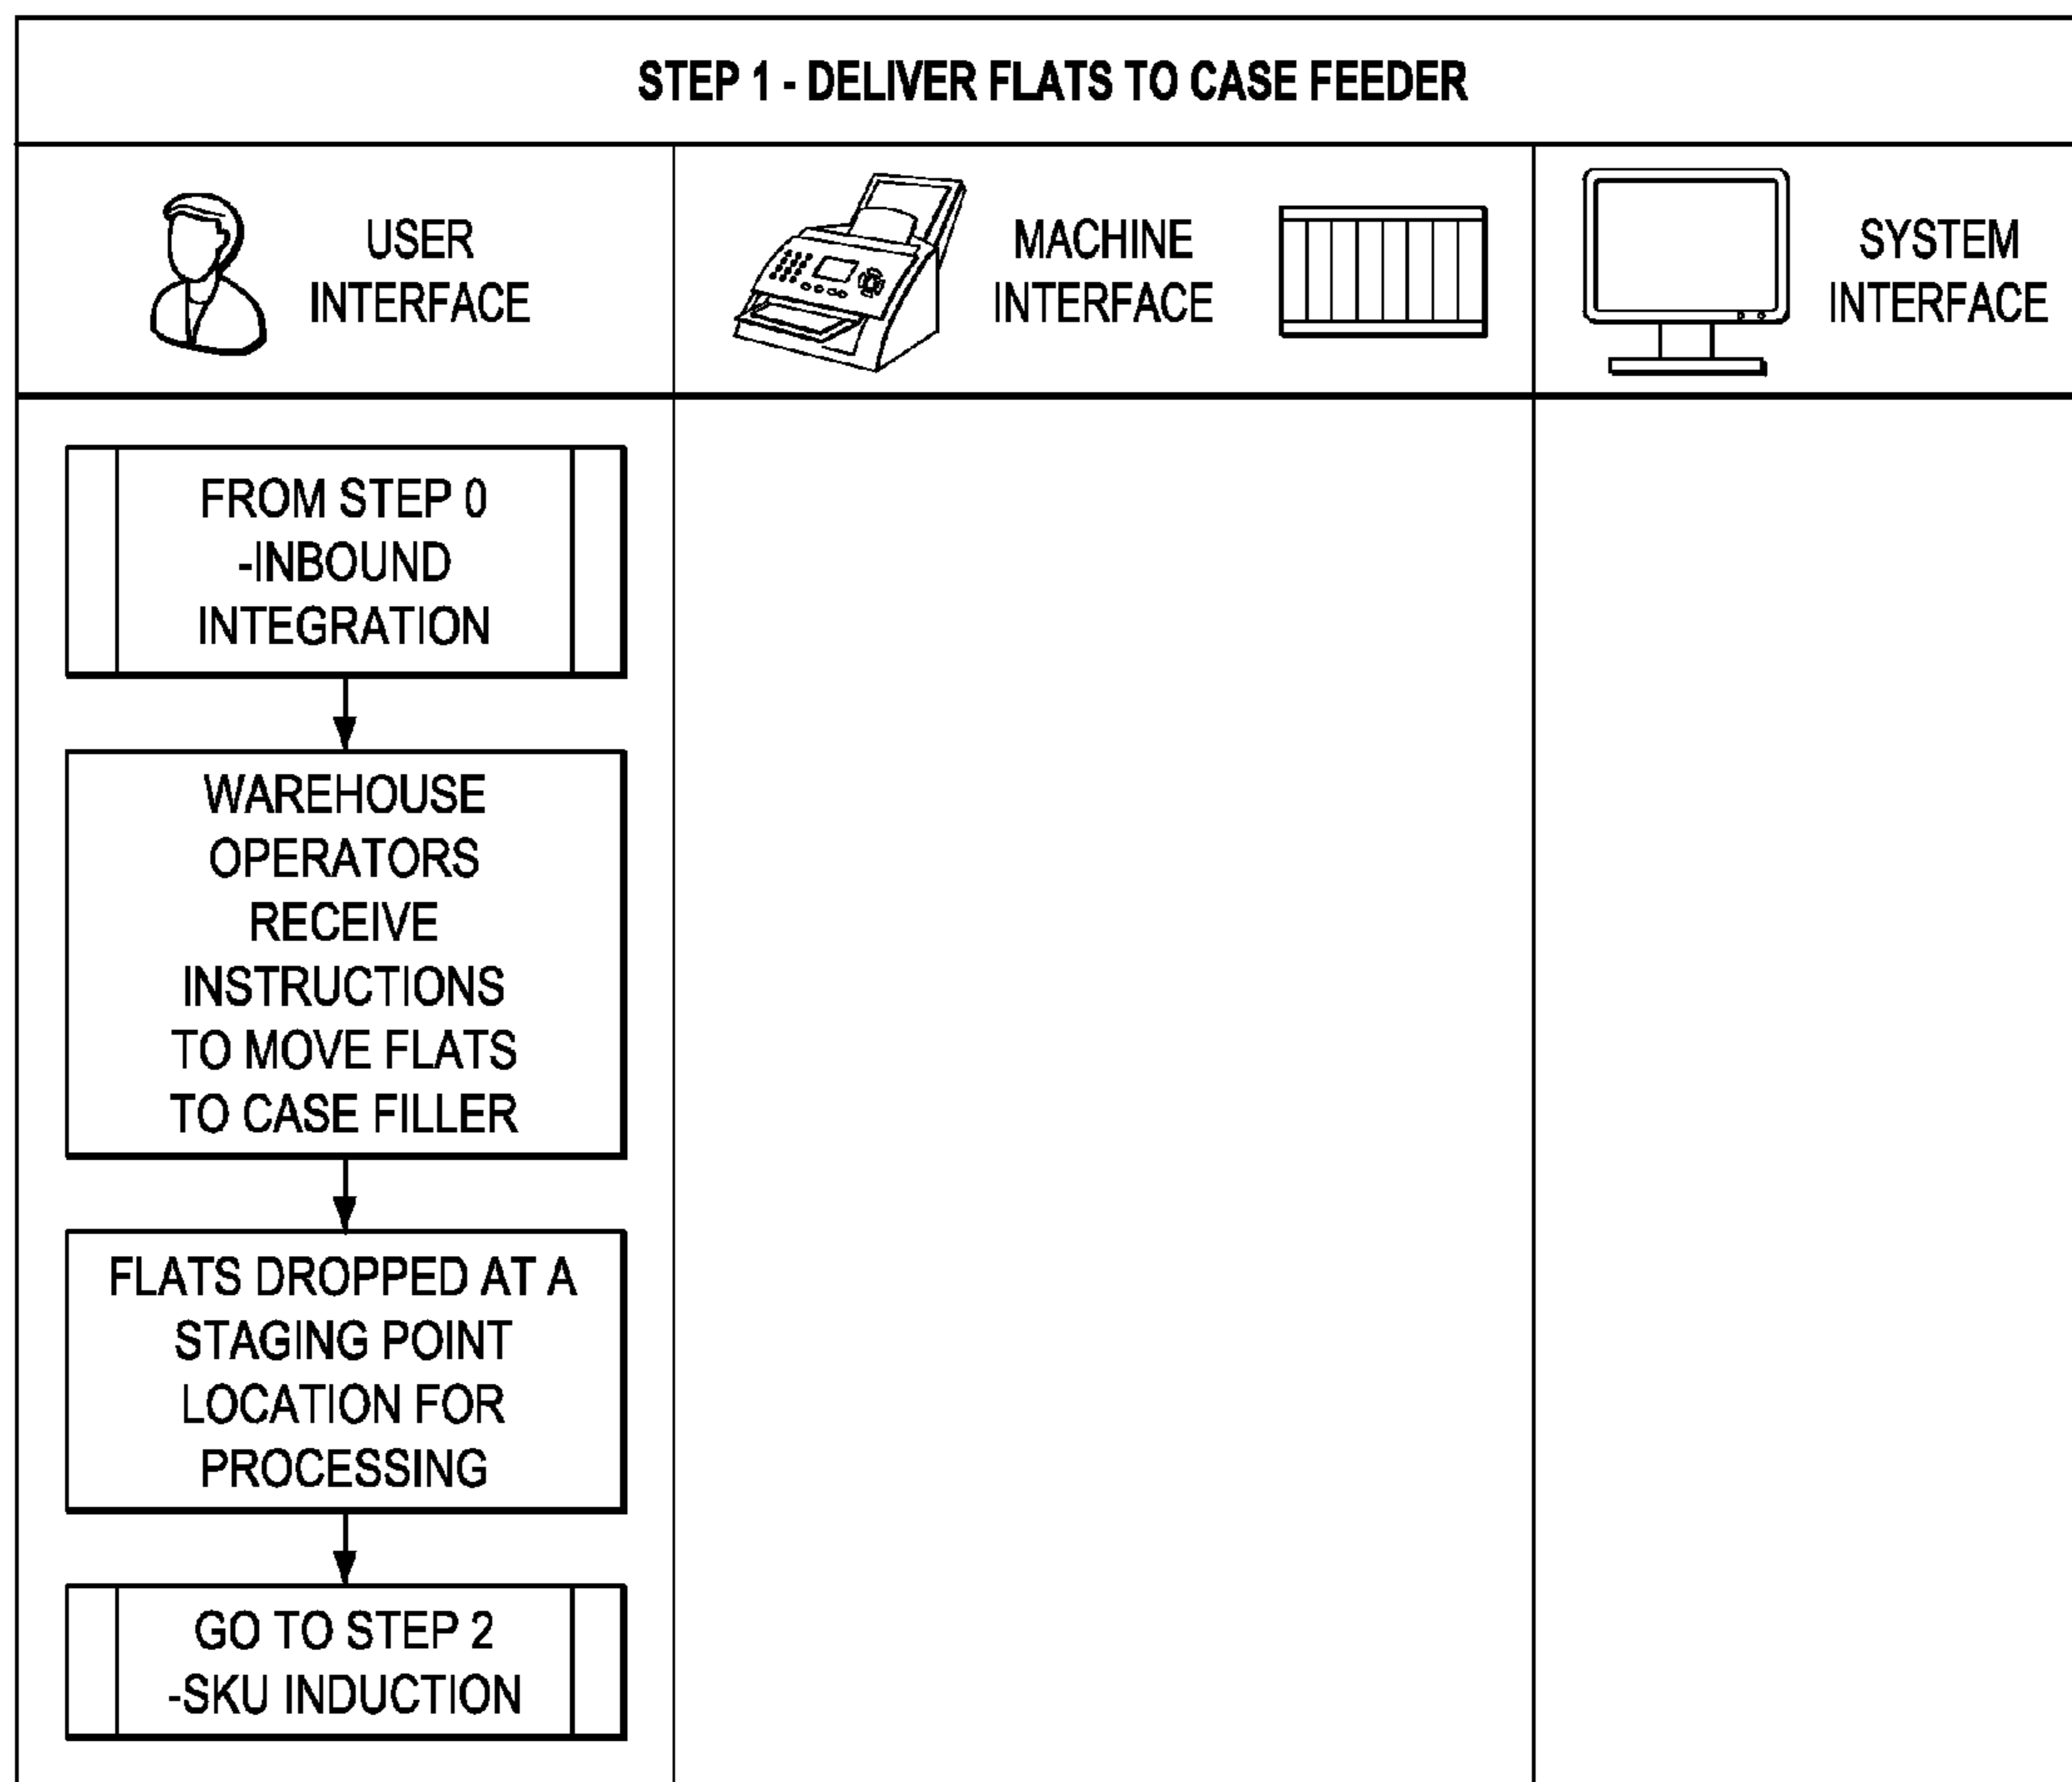 STEP 1 - DELIVER FLATS TO CASE FEEDER
USER
INTERFACE
MACHINE
INTERFACE
SYSTEM
INTERFACE
FROM STEP 0
-INBOUND
INTEGRATION
WAREHOUSE
OPERATORS
RECEIVE
INSTRUCTIONS
TO MOVE FLATS
TO CASE FILLER
FLATS DROPPED AT A
STAGING POINT
LOCATION FOR
PROCESSING
GO TO STEP 2
-SKU INDUCTION